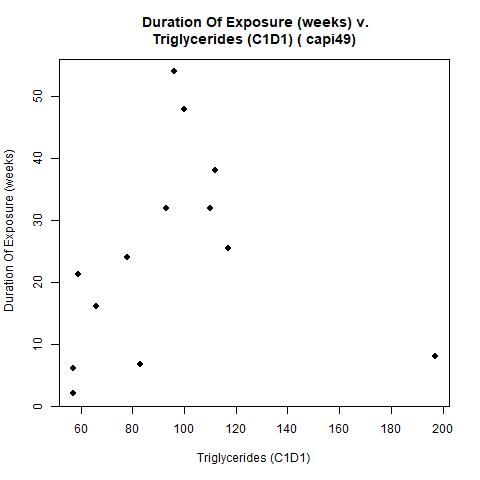 Duration Of Exposure (weeks) v.
Triglycerides (C1D1) ( capi49)
Duration Of Exposure (weeks)
50
40
30
20
10
0
60 80 100 120 140 160 180 200
Triglycerides (C1D1)